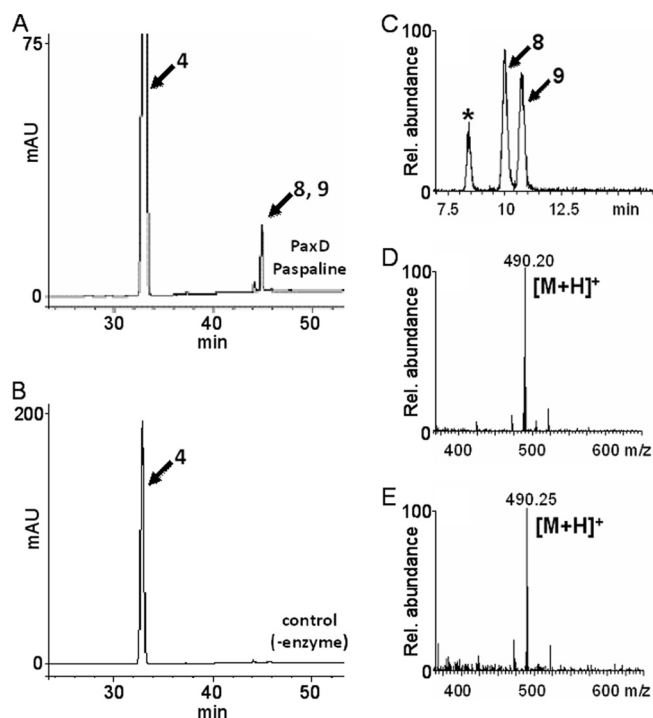 A
75
mAU
0
4
8, 9
PaxD
Paspaline
30
40
50
min
B
200
mAU
0
4
control
(-enzyme)
30
40
50
min
C
100
Rel. abundance
0
*
8
9
7.5
10
12.5
min
D
490.20
[M+H]+
100
Rel. abundance
0
400
500
600 m/z
E
490.25
[M+H]+
100
Rel. abundance
0
400
500
600 m/z